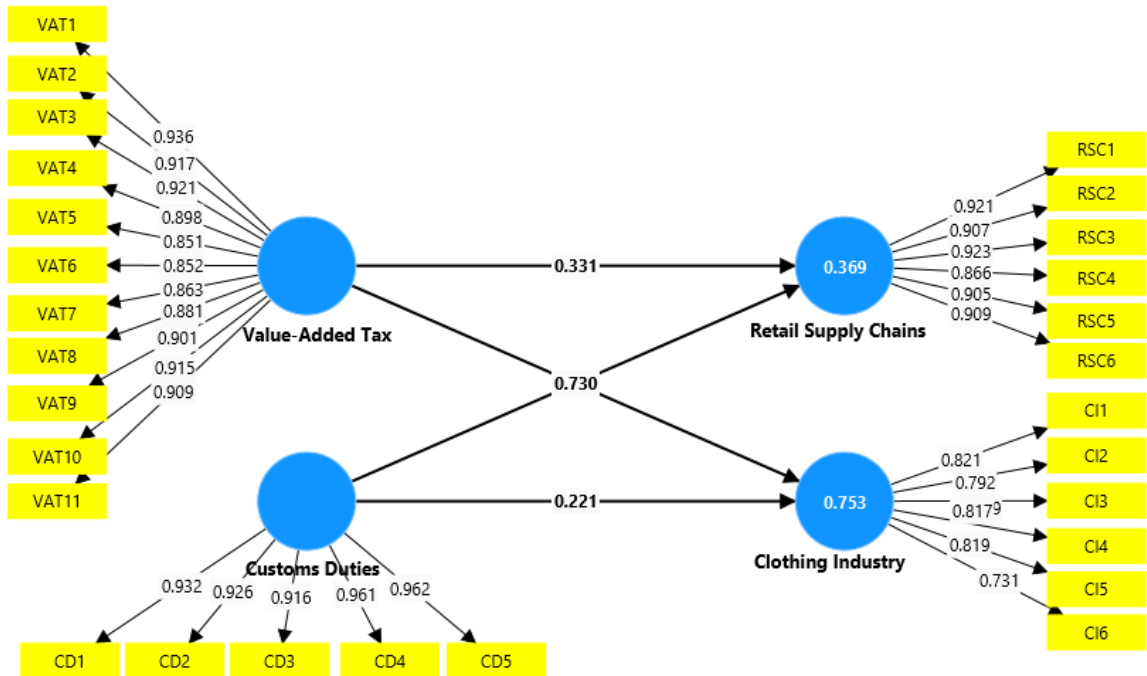 VAT1
VAT2
VAT3
VAT4
VAT5
VAT6
VAT7
VAT8
VAT9
VAT10
VAT11
0.936
0.917
0.921
0.898
0.851
0.852
0.863
0.881
0.901
0.915
0.909
Value-Added Tax
0.331
0.730
0.221
0.369
Retail Supply Chains
0.921
0.907
0.923
0.866
0.905
0.909
RSC1
RSC2
RSC3
RSC4
RSC5
RSC6
Customs Duties
0.932
0.926
0.916
0.961
0.962
CD1
CD2
CD3
CD4
CD5
0.753
Clothing Industry
0.821
0.792
0.817
0.819
0.731
CI1
CI2
CI3
CI4
CI5
CI6